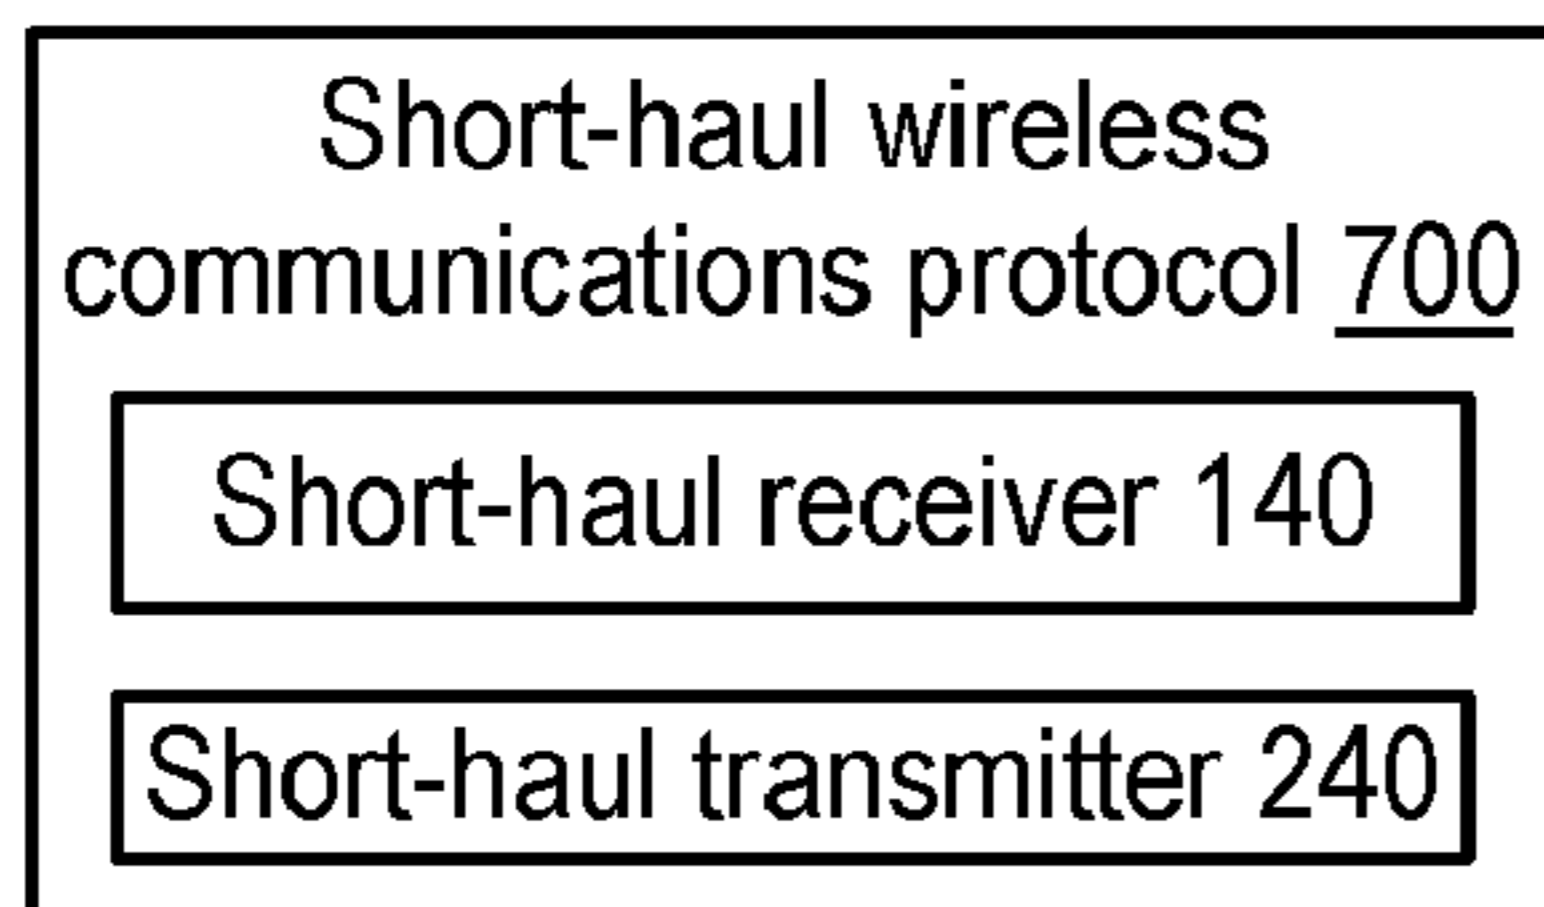 Short-haul wireless
communications protocol 700
Short-haul receiver 140
Short-haul transmitter 240